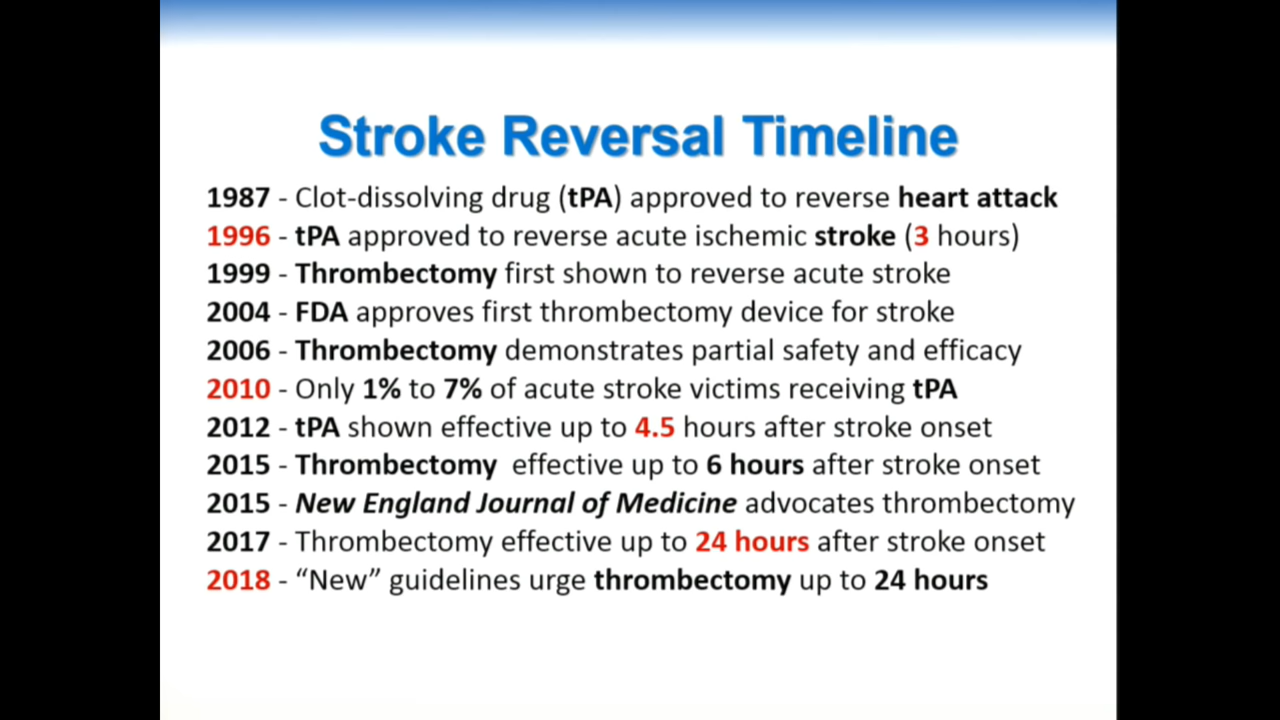 Stroke Reversal Timeline
1987 - Clot-dissolving drug (tPA) approved to reverse heart attack
1996 - tPA approved to reverse acute ischemic stroke (3 hours)
1999 - Thrombectomy first shown to reverse acute stroke
2004 - FDA approves first thrombectomy device for stroke
2006 - Thrombectomy demonstrates partial safety and efficacy
2010 - Only 1% to 7% of acute stroke victims receiving tPA
2012 - tPA shown effective up to 4.5 hours after stroke onset
2015 - Thrombectomy effective up to 6 hours after stroke onset
2015 - New England Journal of Medicine advocates thrombectomy
2017 - Thrombectomy effective up to 24 hours after stroke onset
2018 - “New” guidelines urge thrombectomy up to 24 hours